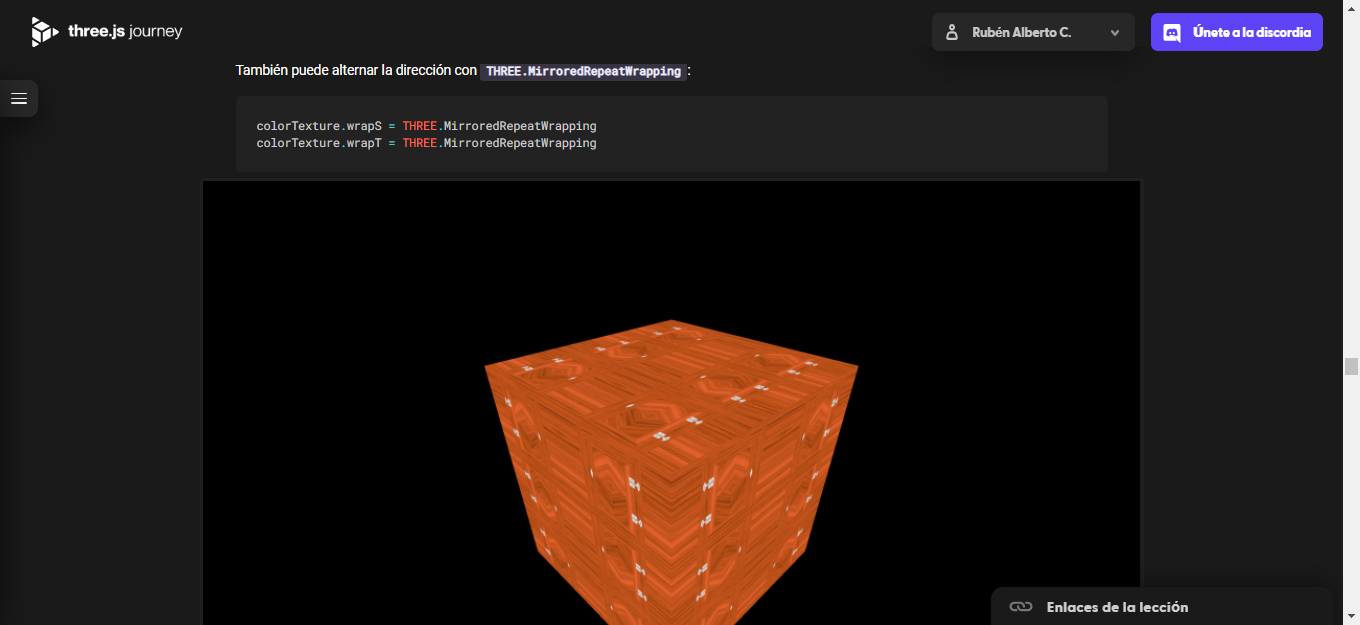 three.js journey
Rubén Alberto C.
Únete a la discordia
También puede alternar la dirección con THREE.MirroredRepeatWrapping:
colorTexture.wrapS = THREE.MirroredRepeatWrapping
colorTexture.wrapT = THREE.MirroredRepeatWrapping
Enlaces de la lección